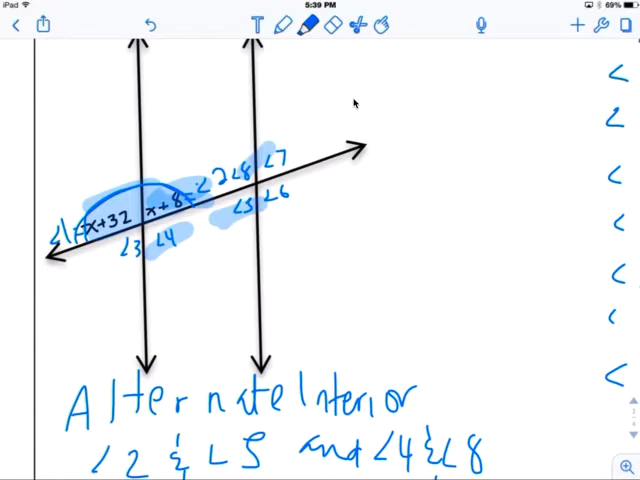 iPad 5:39 PM 69%
<
<7
2
<2 <8
<
<1= x+32 x+8 = <5 <6
<
<3 <4
<
<
Alternate Interior
<
<2 & <5 and <4 & <8